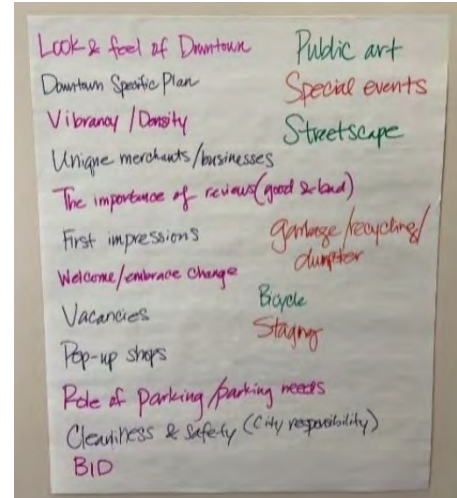 Look & feel of Downtown
Downtown Specific Plan
Vibrancy / Density
Unique merchants/businesses
The importance of reviews (good & bad)
First impressions
Welcome/embrace change
Vacancies
Pop-up shops
Role of parking/parking needs
Cleanliness & Safety (City responsibility)
BID
Public art
Special events
Streetscape
garbage/recycling/
dumpster
Bicycle
Staging